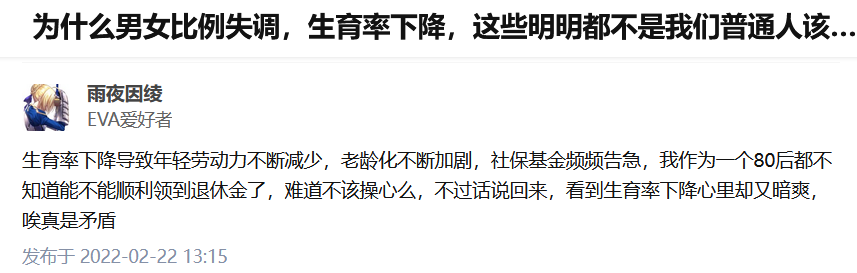 为什么男女比例失调，生育率下降，这些明明都不是我们普通人该...
雨夜因绫
EVA爱好者
生育率下降导致年轻劳动力不断减少，老龄化不断加剧，社保基金频频告急，我作为一个80后都不
知道能不能顺利领到退休金了，难道不该操心么，不过话说回来，看到生育率下降心里却又暗爽，
唉真是矛盾
发布于 2022-02-22 13:15